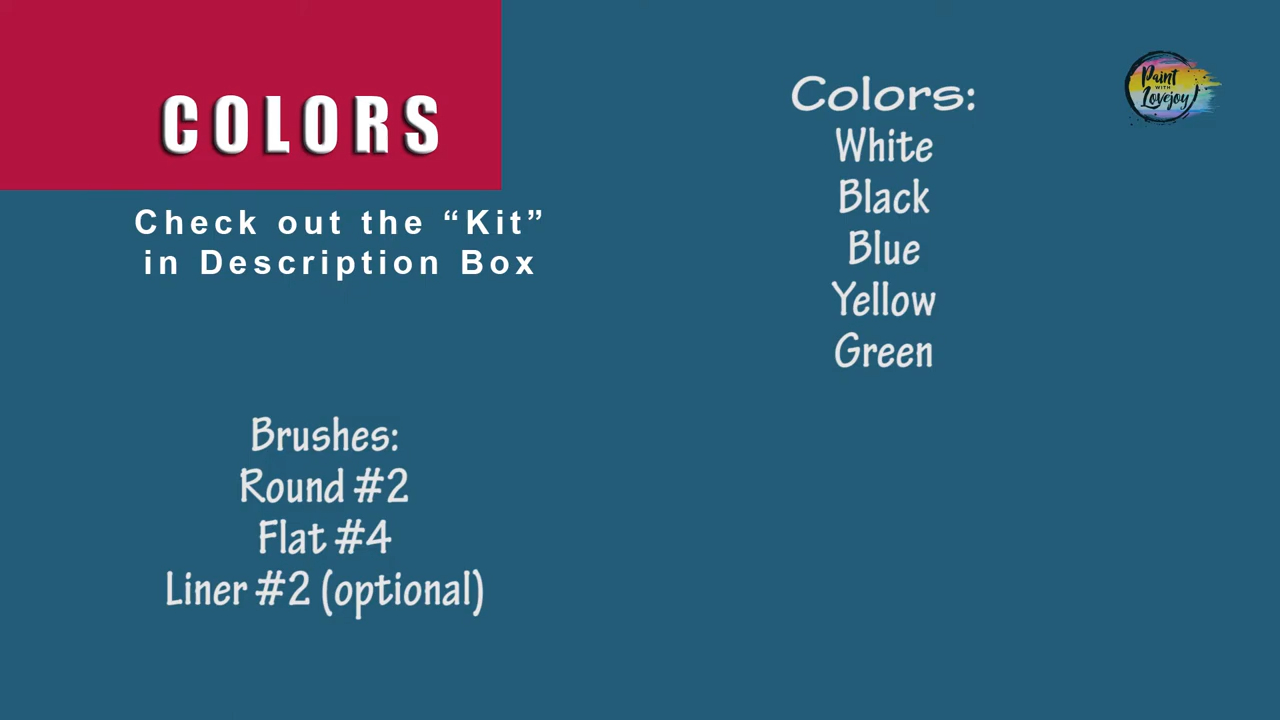 COLORS
Check out the “Kit”
in Description Box
Brushes:
Round #2
Flat #4
Liner #2 (optional)
Colors:
White
Black
Blue
Yellow
Green
Paint
WITH
Lovejoy